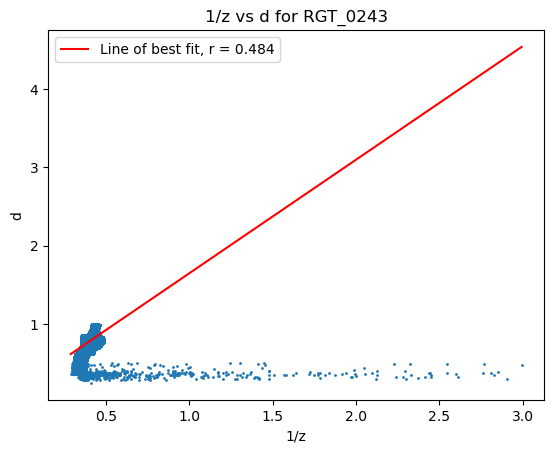 1/z vs d for RGT_0243
Line of best fit, r = 0.484
4
3
2
1
d
0.5 1.0 1.5 2.0 2.5 3.0
1/z